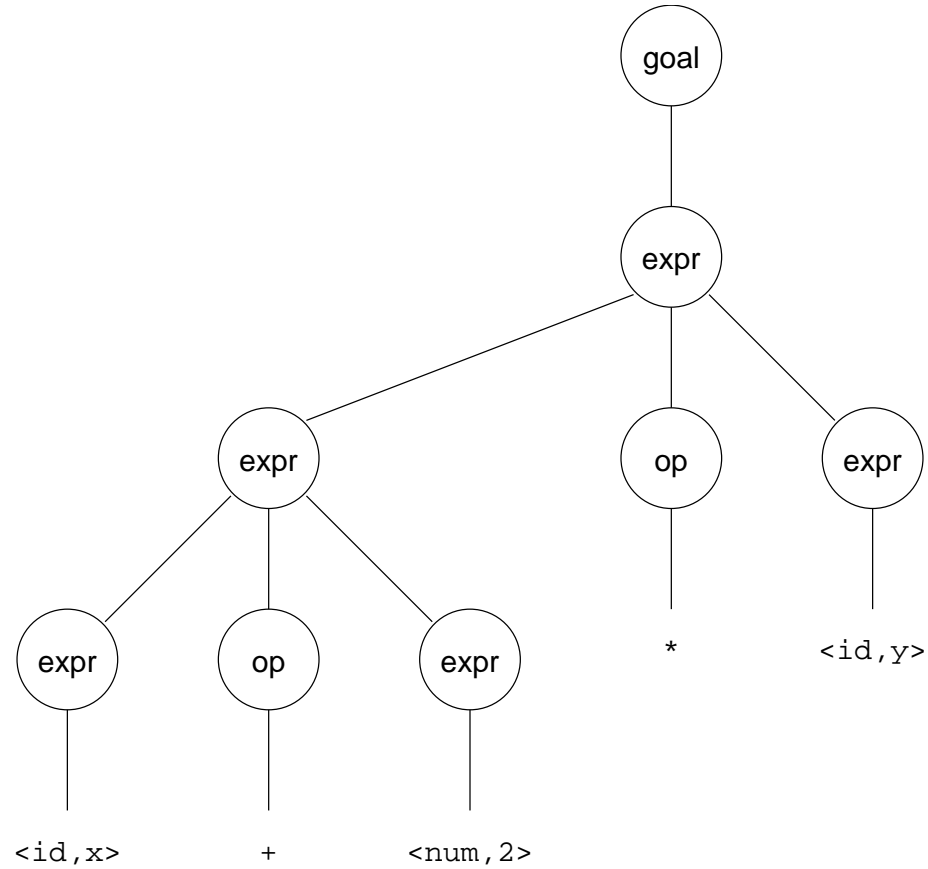 goal
expr
expr op expr
expr op expr * <id,y>
<id,x> + <num,2>